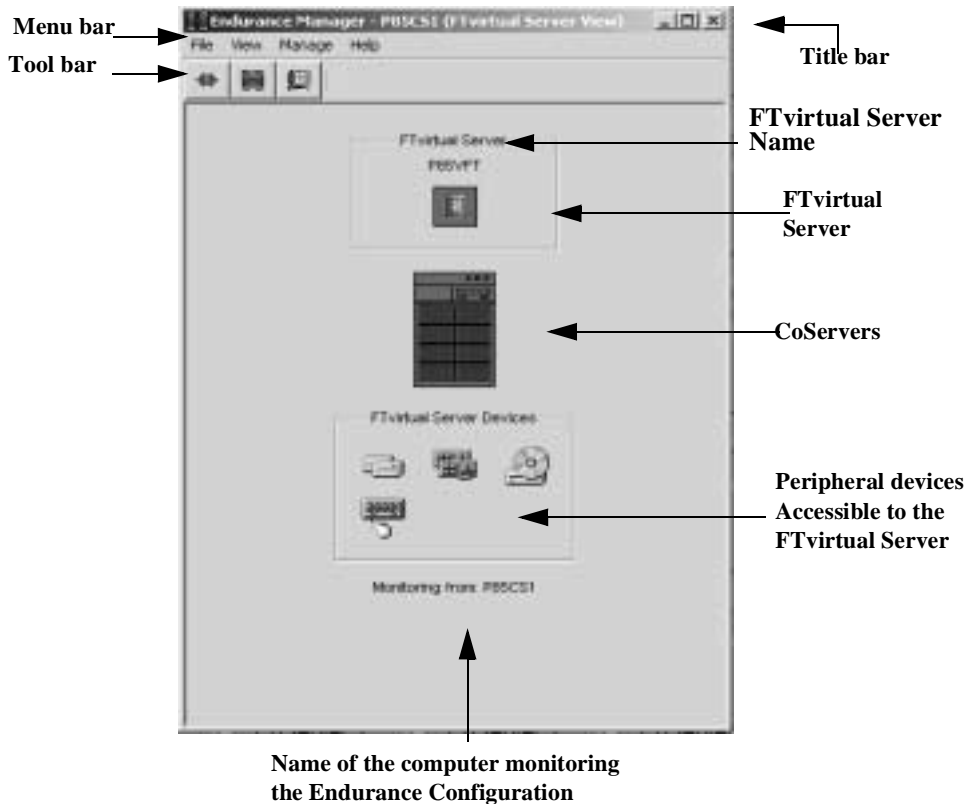 Endurance Manager - P85CS1 (FTvirtual Server View)
Menu bar
File View Manage Help
Title bar
Tool bar
FTvirtual Server
Name
FTvirtual Server
P85VFT
FTvirtual
Server
CoServers
FTvirtual Server Devices
Peripheral devices
Accessible to the
FTvirtual Server
Monitoring from: P85CS1
Name of the computer monitoring
the Endurance Configuration